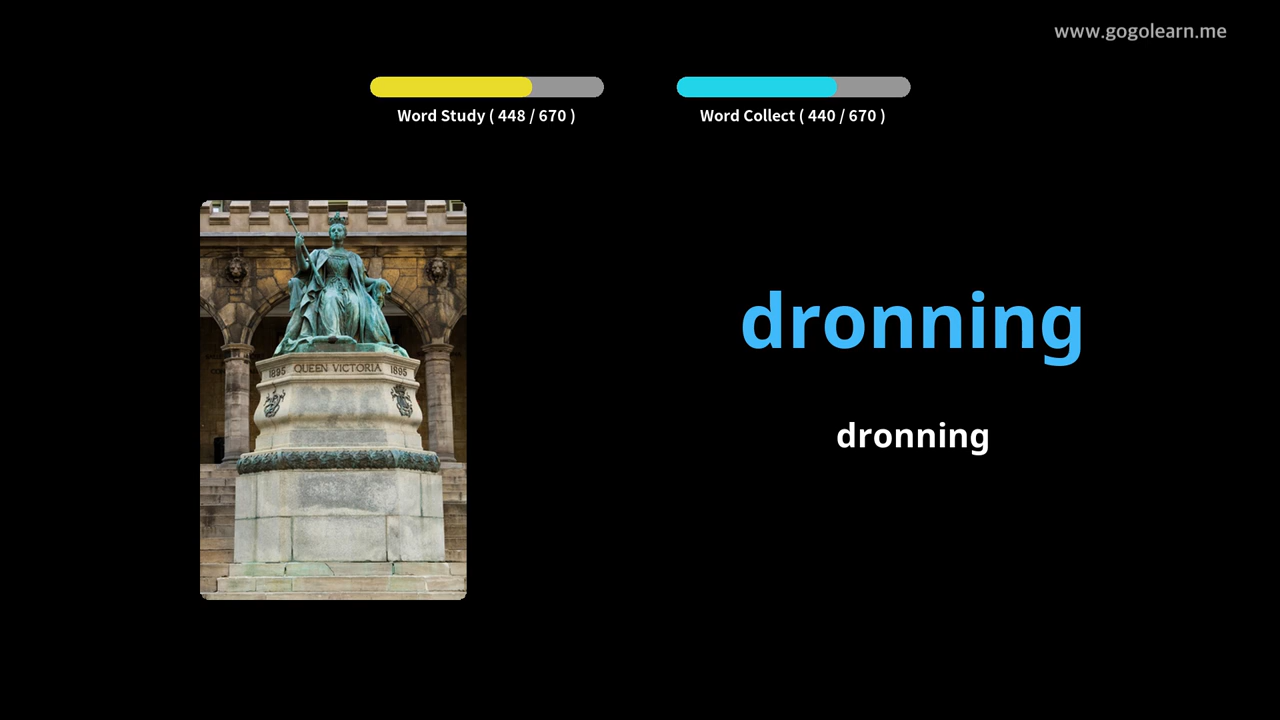 www.gogolearn.me
Word Study ( 448 / 670 )
Word Collect ( 440 / 670 )
1895 QUEEN VICTORIA 1895
dronning
dronning